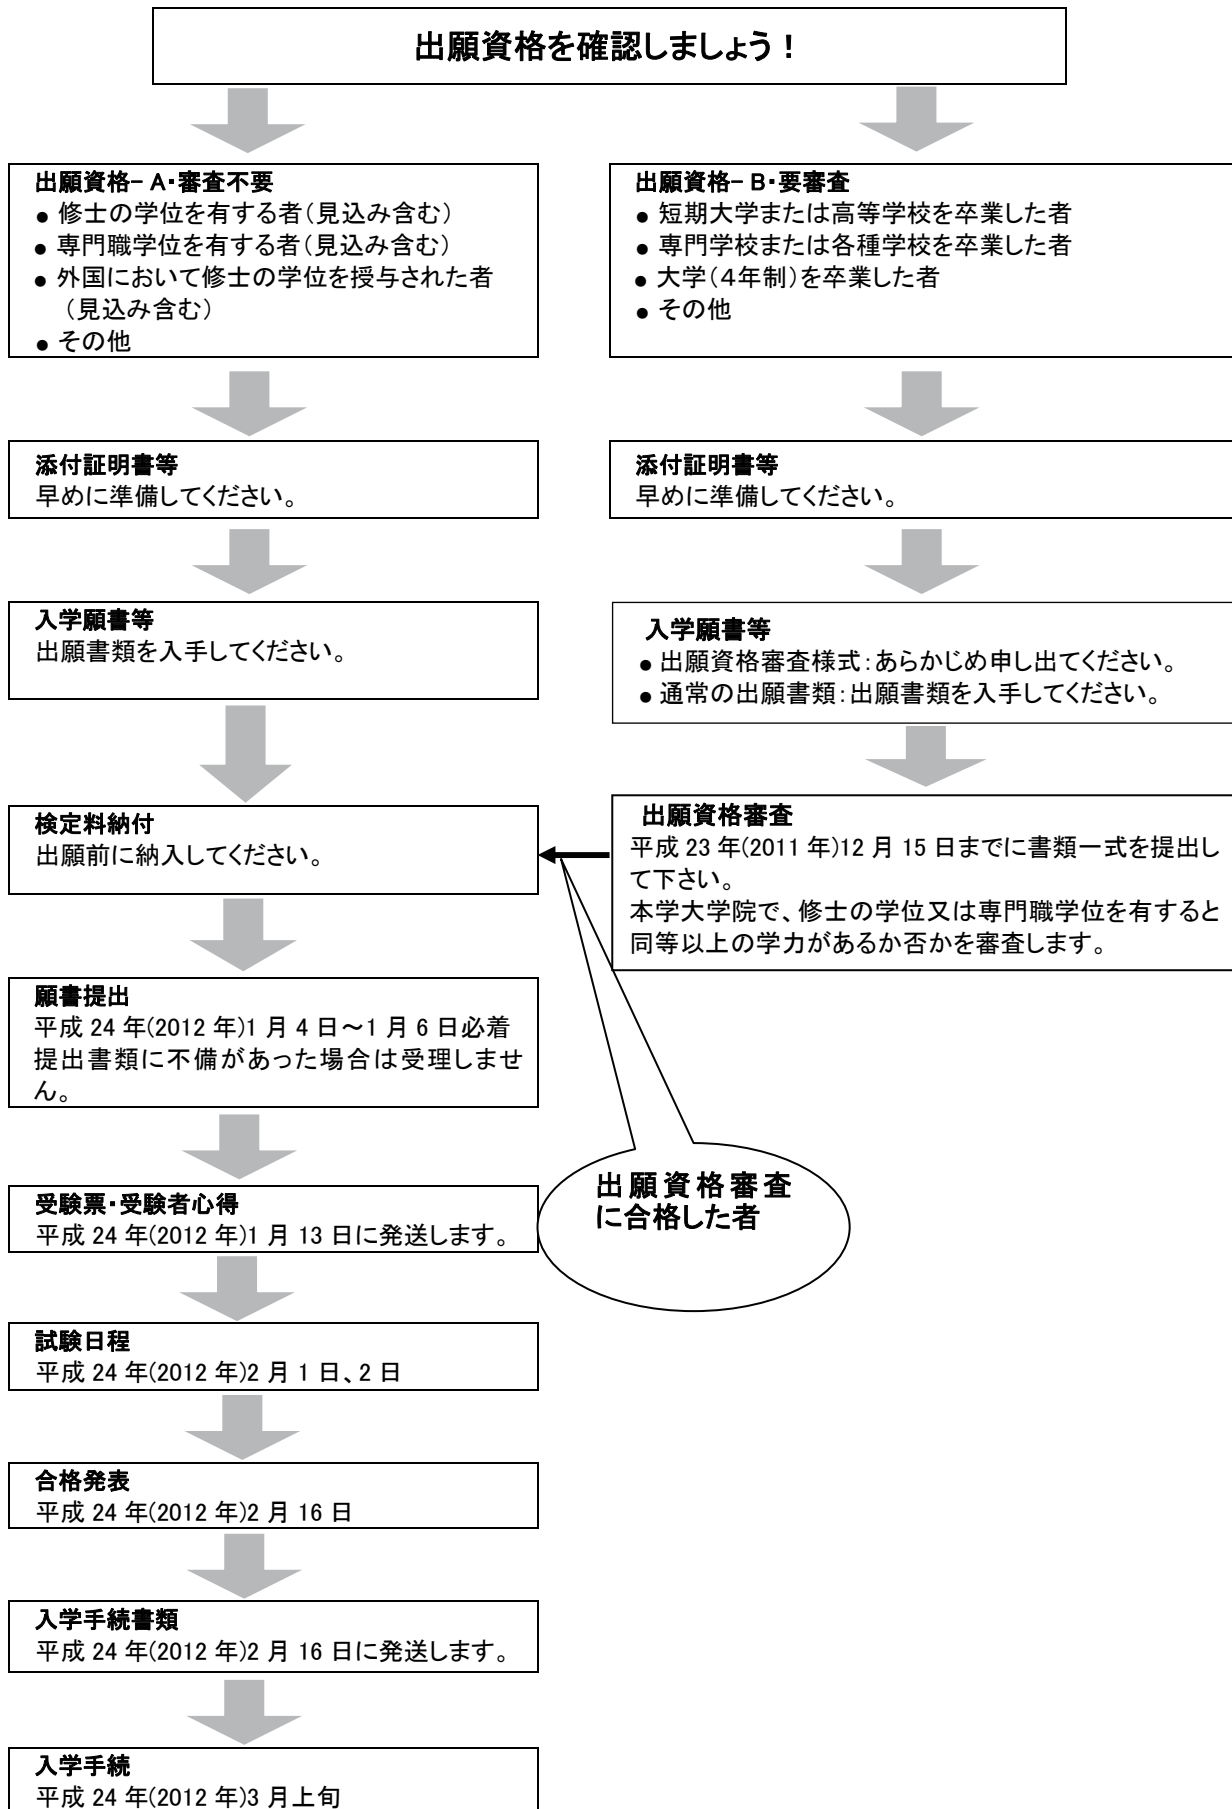 出願資格を確認しましょう！
出願資格－A・審査不要
● 修士の学位を有する者（見込み含む）
● 専門職学位を有する者（見込み含む）
● 外国において修士の学位を授与された者
（見込み含む）
● その他
出願資格－B・要審査
● 短期大学または高等学校を卒業した者
● 専門学校または各種学校を卒業した者
● 大学（４年制）を卒業した者
● その他
添付証明書等
早めに準備してください。
添付証明書等
早めに準備してください。
入学願書等
出願書類を入手してください。
入学願書等
● 出願資格審査様式：あらかじめ申し出てください。
● 通常の出願書類：出願書類を入手してください。
検定料納付
出願前に納入してください。
出願資格審査
平成 23 年(2011 年)12 月 15 日までに書類一式を提出し
て下さい。
本学大学院で、修士の学位又は専門職学位を有すると
同等以上の学力があるか否かを審査します。
願書提出
平成 24 年(2012 年)1 月 4 日～1 月 6 日必着
提出書類に不備があった場合は受理しませ
ん。
出願資格審査
に合格した者
受験票・受験者心得
平成 24 年(2012 年)1 月 13 日に発送します。
試験日程
平成 24 年(2012 年)2 月 1 日、2 日
合格発表
平成 24 年(2012 年)2 月 16 日
入学手続書類
平成 24 年(2012 年)2 月 16 日に発送します。
入学手続
平成 24 年(2012 年)3 月上旬